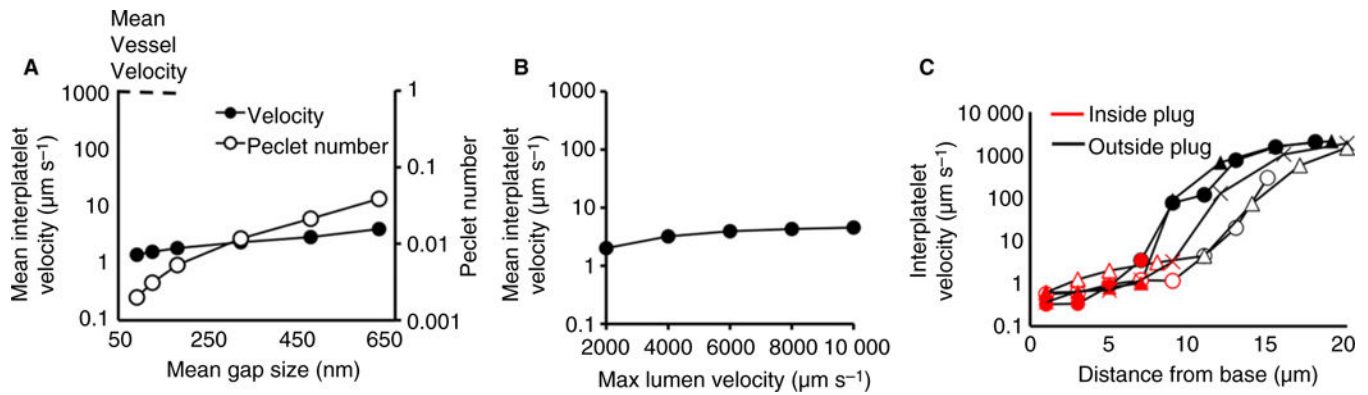 Mean
Vessel
Velocity
A
1000
100
10
1
0.1
Mean interplatelet
velocity (µm s⁻¹)
50
250
450
650
Mean gap size (nm)
1
0.1
0.01
0.001
Peclet number
Velocity
Peclet number
B
1000
100
10
1
0.1
Mean interplatelet
velocity (µm s⁻¹)
2000 4000 6000 8000 10 000
Max lumen velocity (µm s⁻¹)
C
10 000
1000
100
10
1
0.1
Interplatelet
velocity (µm s⁻¹)
Inside plug
Outside plug
0 5 10 15 20
Distance from base (µm)